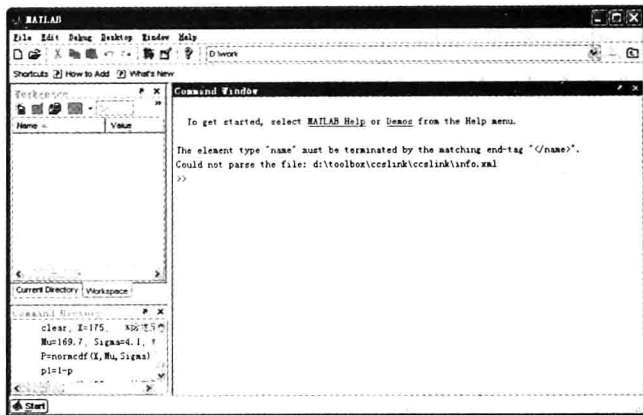 MATLAB
File Edit Debug Desktop Window Help
D:\work
Shortcuts How to Add What's New
Workspace
Name Value
Current Directory Workspace
Command History
clear, X=175,
Mu=169.7, Sigma=4.1,
P=normcdf(X,Mu,Sigma)
p1=1-p
Start
Command Window
To get started, select MATLAB Help or Demos from the Help menu.
The element type "name" must be terminated by the matching end-tag "</name>".
Could not parse the file: d:\toolbox\ccslink\ccslink\info.xml
>>